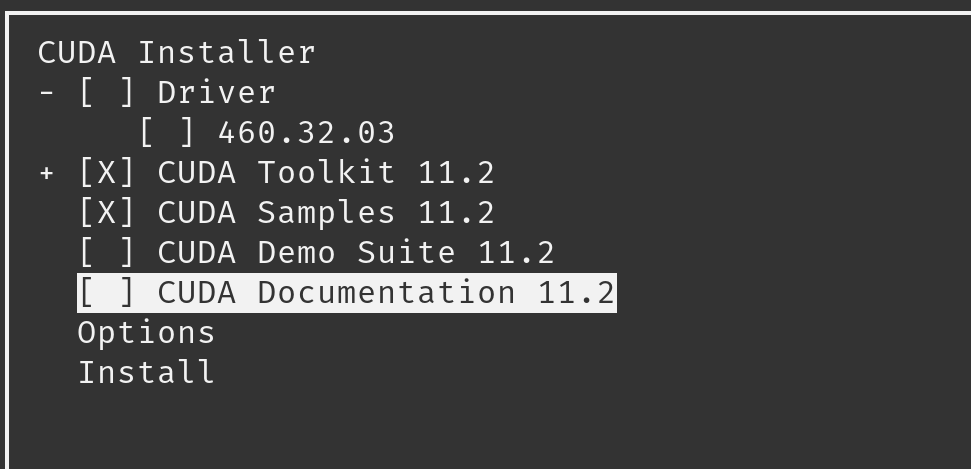 CUDA Installer
- [ ] Driver
[ ] 460.32.03
+ [X] CUDA Toolkit 11.2
[X] CUDA Samples 11.2
[ ] CUDA Demo Suite 11.2
[ ] CUDA Documentation 11.2
Options
Install